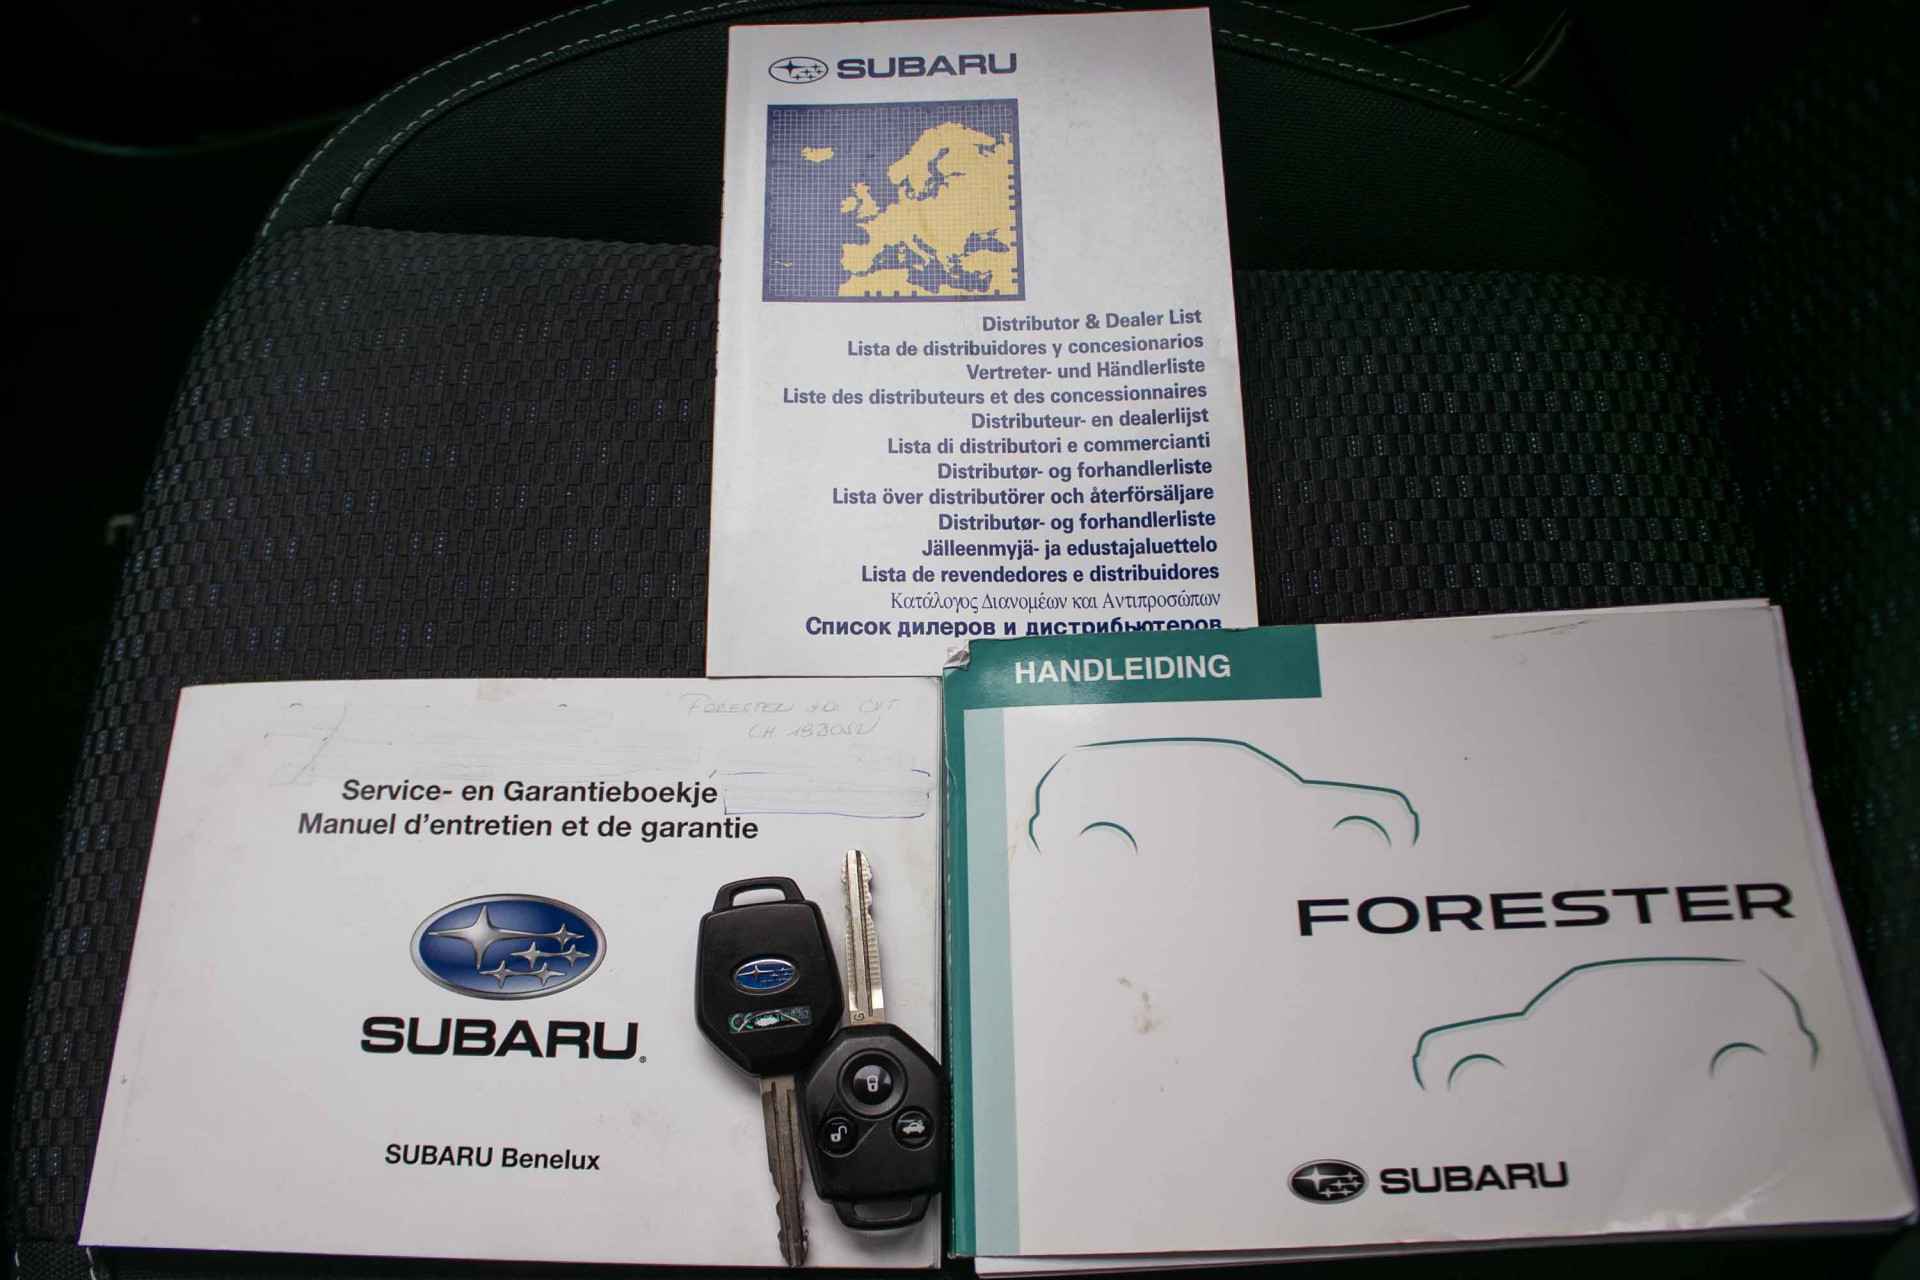 SUBARU
Distributor & Dealer List
Lista de distribuidores y concesionarios
Vertreter- und Händlerliste
Liste des distributeurs et des concessionnaires
Distributeur- en dealerlijst
Lista di distributori e commercianti
Distributør- og forhandlerliste
Lista över distributörer och återförsäljare
Distributør- og forhandlerliste
Jälleenmyjä- ja edustajaluettelo
Lista de revendedores e distribuidores
Κατάλογος Διανομέων και Αντιπροσώπων
Список дилеров и дистрибьютеров
FORESTER CVT
Service- en Garantieboekje
Manuel d'entretien et de garantie
SUBARU
SUBARU Benelux
G
HANDLEIDING
FORESTER
SUBARU